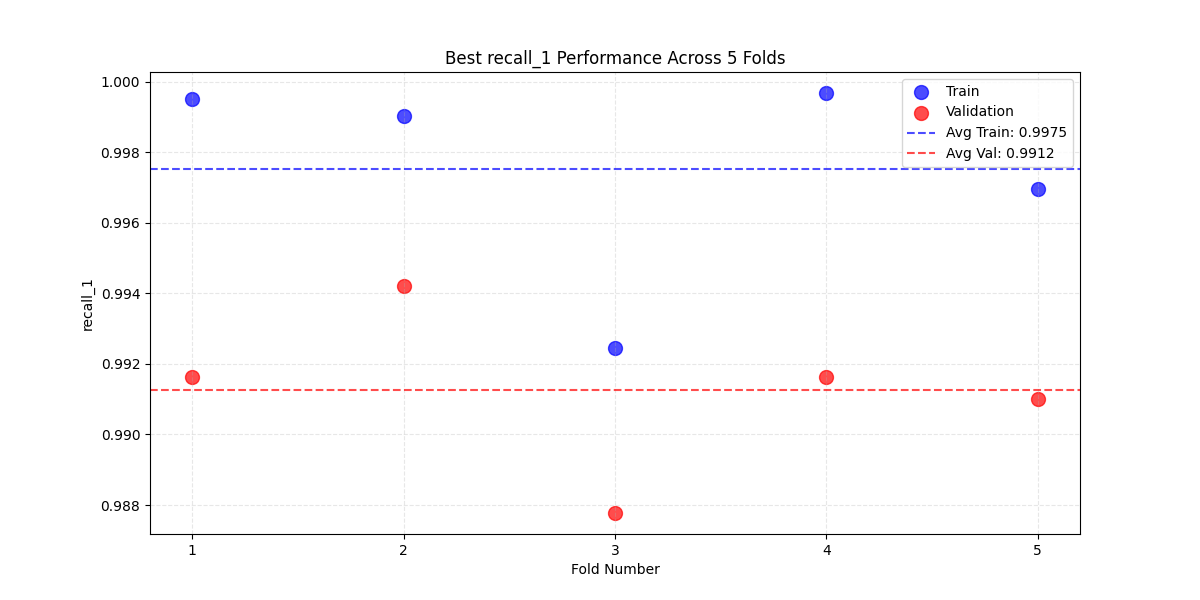 Best recall_1 Performance Across 5 Folds
1.000
0.998
0.996
0.994
0.992
0.990
0.988
recall_1
Train
Validation
Avg Train: 0.9975
Avg Val: 0.9912
1 2 3 4 5
Fold Number